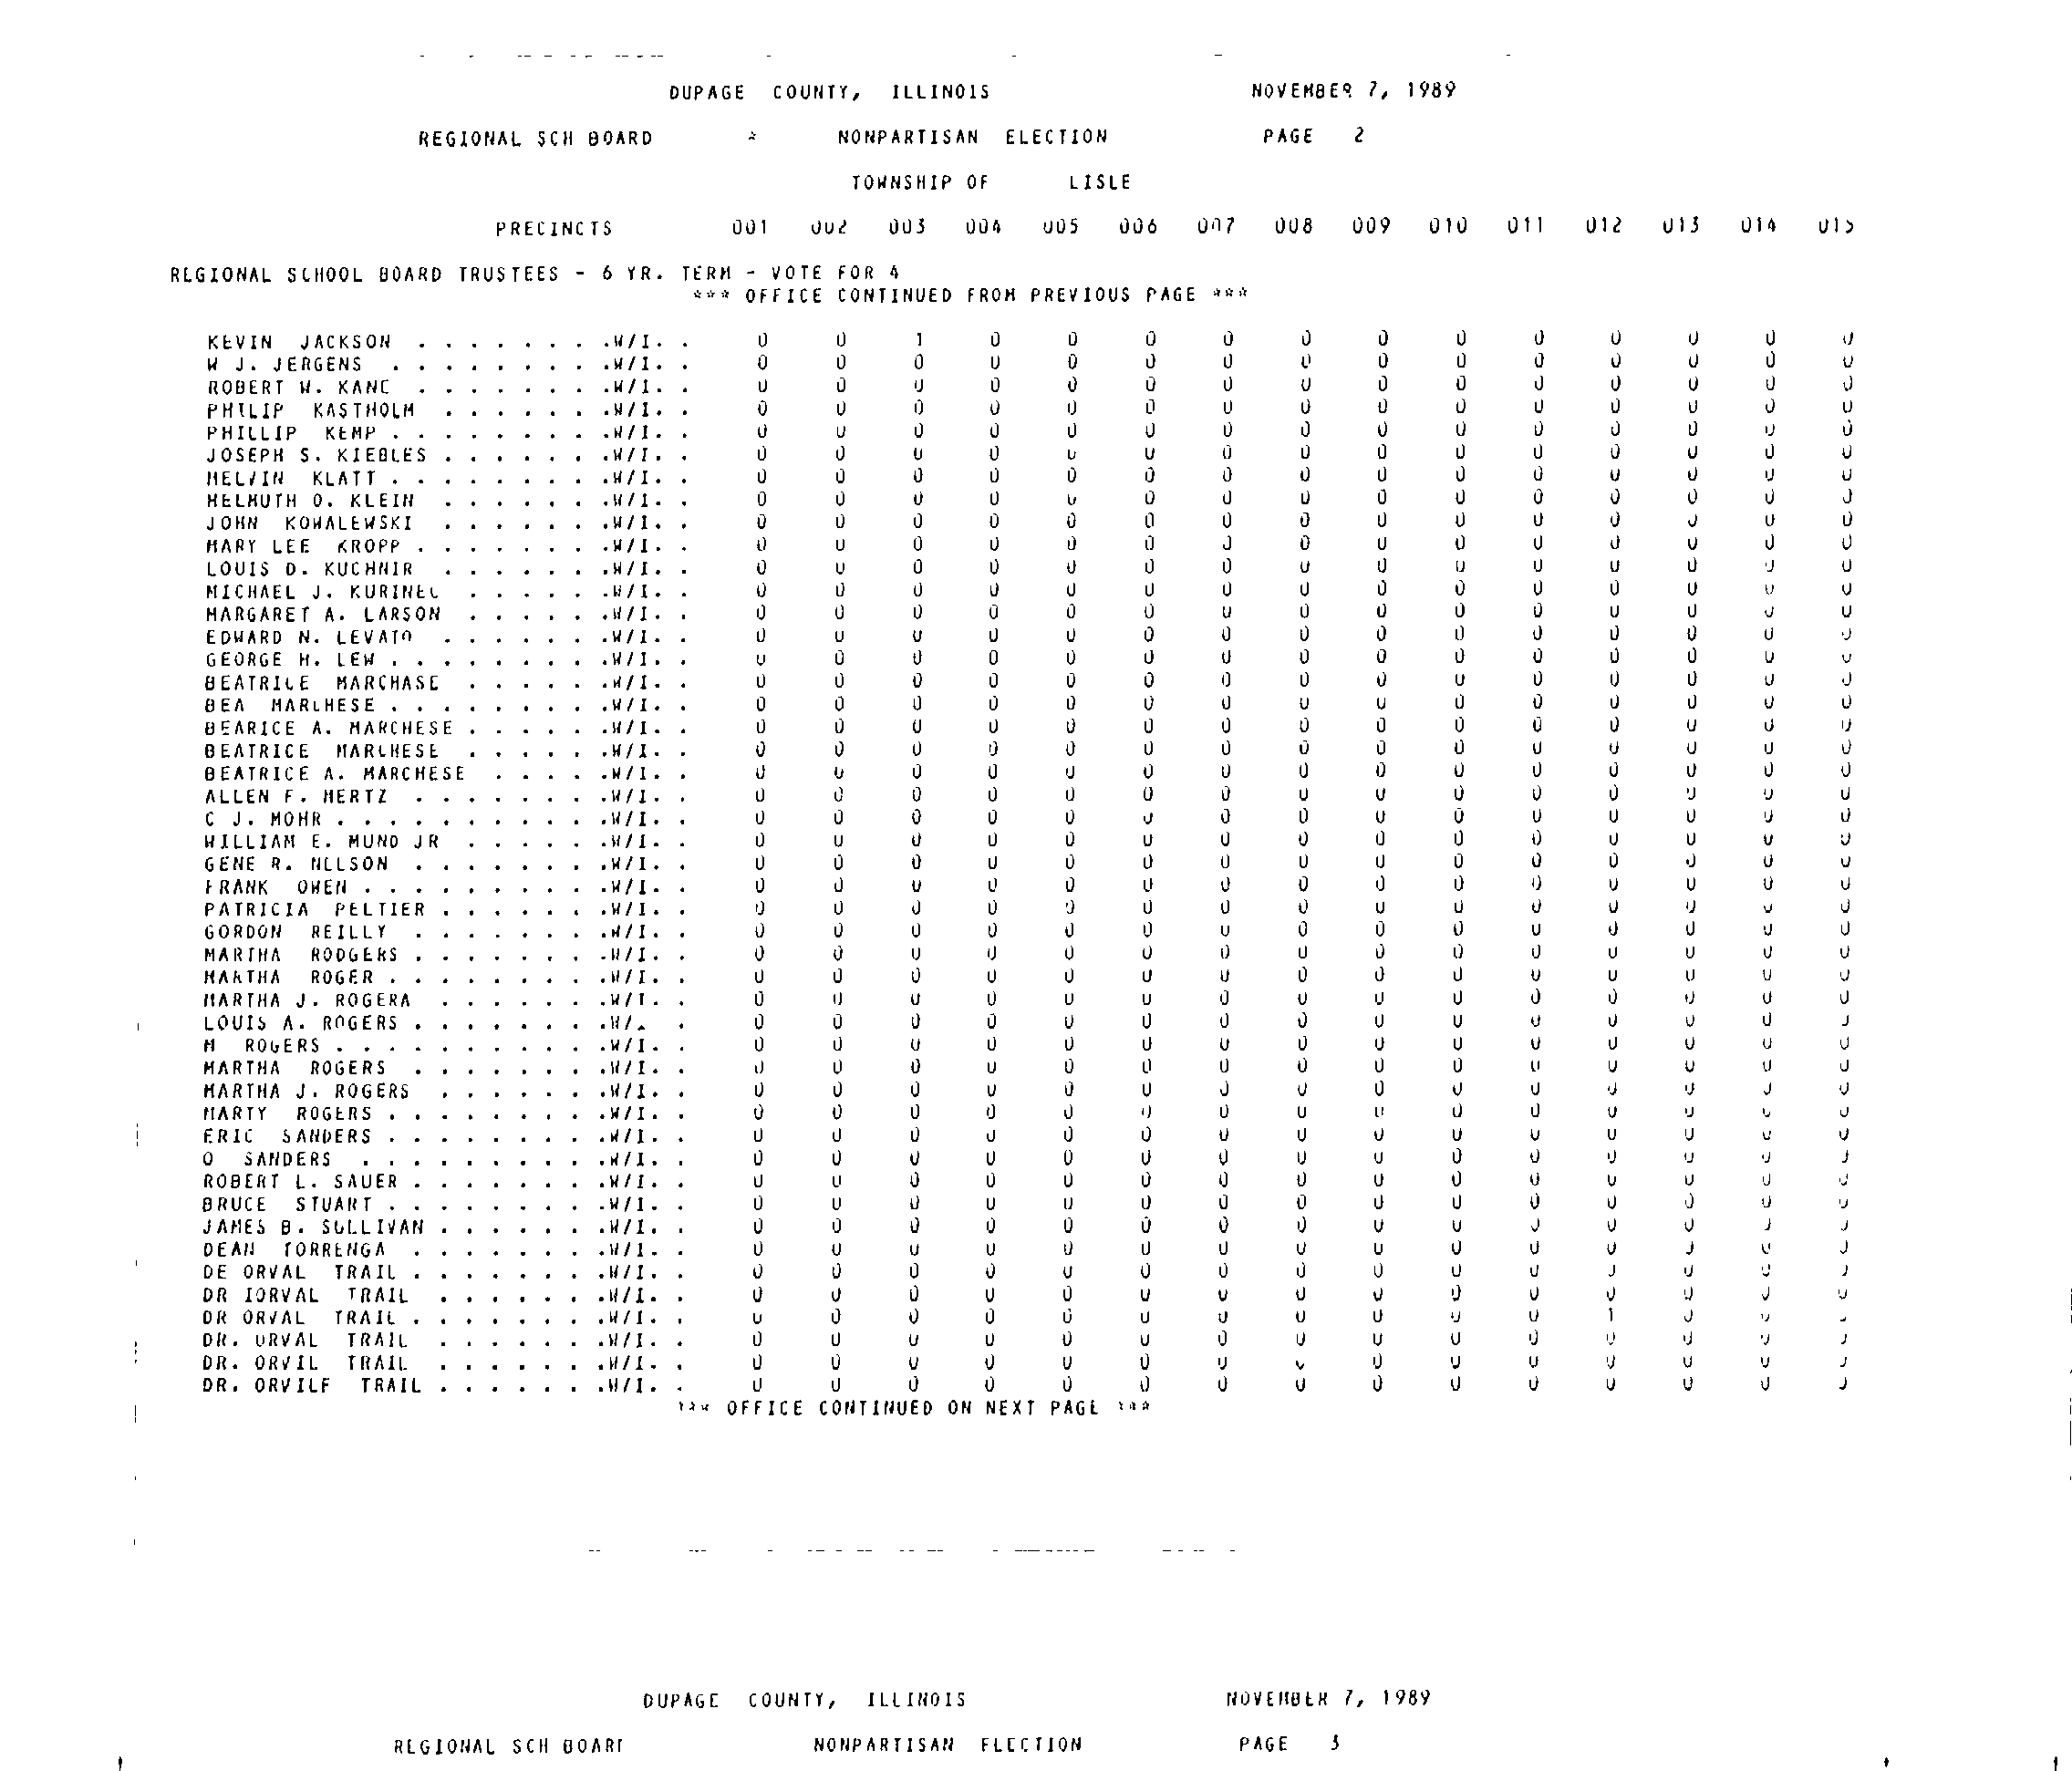 DUPAGE COUNTY, ILLINOIS NOVEMBER 7, 1989
REGIONAL SCH BOARD * NONPARTISAN ELECTION PAGE 2
TOWNSHIP OF LISLE
PRECINCTS 001 002 003 004 005 006 007 008 009 010 011 012 013 014 015
REGIONAL SCHOOL BOARD TRUSTEES - 6 YR. TERM - VOTE FOR 4
*** OFFICE CONTINUED FROM PREVIOUS PAGE ***
KEVIN JACKSON . . . . . . . .W/I. . 0 0 1 0 0 0 0 0 0 0 0 0 0 0 0
W J. JERGENS . . . . . . . . .W/I. . 0 0 0 0 0 0 0 0 0 0 0 0 0 0 0
ROBERT W. KANE . . . . . . . .W/I. . 0 0 0 0 0 0 0 0 0 0 0 0 0 0 0
PHILIP KASTHOLM . . . . . . .W/I. . 0 0 0 0 0 0 0 0 0 0 0 0 0 0 0
PHILLIP KEMP . . . . . . . . .W/I. . 0 0 0 0 0 0 0 0 0 0 0 0 0 0 0
JOSEPH S. KIEBLES . . . . . . .W/I. . 0 0 0 0 0 0 0 0 0 0 0 0 0 0 0
MELVIN KLATT . . . . . . . . .W/I. . 0 0 0 0 0 0 0 0 0 0 0 0 0 0 0
HELMUTH O. KLEIN . . . . . . .W/I. . 0 0 0 0 0 0 0 0 0 0 0 0 0 0 0
JOHN KOWALEWSKI . . . . . . .W/I. . 0 0 0 0 0 0 0 0 0 0 0 0 0 0 0
MARY LEE KROPP . . . . . . . .W/I. . 0 0 0 0 0 0 0 0 0 0 0 0 0 0 0
LOUIS D. KUCHNIR . . . . . . .W/I. . 0 0 0 0 0 0 0 0 0 0 0 0 0 0 0
MICHAEL J. KURINEC . . . . . .W/I. . 0 0 0 0 0 0 0 0 0 0 0 0 0 0 0
MARGARET A. LARSON . . . . . .W/I. . 0 0 0 0 0 0 0 0 0 0 0 0 0 0 0
EDWARD N. LEVATO . . . . . . .W/I. . 0 0 0 0 0 0 0 0 0 0 0 0 0 0 0
GEORGE H. LEW . . . . . . . . .W/I. . 0 0 0 0 0 0 0 0 0 0 0 0 0 0 0
BEATRICE MARCHASE . . . . . .W/I. . 0 0 0 0 0 0 0 0 0 0 0 0 0 0 0
BEA MARCHESE . . . . . . . . .W/I. . 0 0 0 0 0 0 0 0 0 0 0 0 0 0 0
BEARICE A. MARCHESE . . . . . .W/I. . 0 0 0 0 0 0 0 0 0 0 0 0 0 0 0
BEATRICE MARCHESE . . . . . .W/I. . 0 0 0 0 0 0 0 0 0 0 0 0 0 0 0
BEATRICE A. MARCHESE . . . . .W/I. . 0 0 0 0 0 0 0 0 0 0 0 0 0 0 0
ALLEN F. MERTZ . . . . . . . .W/I. . 0 0 0 0 0 0 0 0 0 0 0 0 0 0 0
C J. MOHR . . . . . . . . . . .W/I. . 0 0 0 0 0 0 0 0 0 0 0 0 0 0 0
WILLIAM E. MUNO JR . . . . . .W/I. . 0 0 0 0 0 0 0 0 0 0 0 0 0 0 0
GENE R. NELSON . . . . . . . .W/I. . 0 0 0 0 0 0 0 0 0 0 0 0 0 0 0
FRANK OWEN . . . . . . . . . .W/I. . 0 0 0 0 0 0 0 0 0 0 0 0 0 0 0
PATRICIA PELTIER . . . . . . .W/I. . 0 0 0 0 0 0 0 0 0 0 0 0 0 0 0
GORDON REILLY . . . . . . . .W/I. . 0 0 0 0 0 0 0 0 0 0 0 0 0 0 0
MARTHA RODGERS . . . . . . . .W/I. . 0 0 0 0 0 0 0 0 0 0 0 0 0 0 0
MARTHA ROGER . . . . . . . . .W/I. . 0 0 0 0 0 0 0 0 0 0 0 0 0 0 0
MARTHA J. ROGERA . . . . . . .W/I. . 0 0 0 0 0 0 0 0 0 0 0 0 0 0 0
LOUIS A. ROGERS . . . . . . . .W/. . 0 0 0 0 0 0 0 0 0 0 0 0 0 0 0
M ROGERS . . . . . . . . . . .W/I. . 0 0 0 0 0 0 0 0 0 0 0 0 0 0 0
MARTHA ROGERS . . . . . . . .W/I. . 0 0 0 0 0 0 0 0 0 0 0 0 0 0 0
MARTHA J. ROGERS . . . . . . .W/I. . 0 0 0 0 0 0 0 0 0 0 0 0 0 0 0
MARTY ROGERS . . . . . . . . .W/I. . 0 0 0 0 0 0 0 0 0 0 0 0 0 0 0
ERIC SANDERS . . . . . . . . .W/I. . 0 0 0 0 0 0 0 0 0 0 0 0 0 0 0
O SANDERS . . . . . . . . . .W/I. . 0 0 0 0 0 0 0 0 0 0 0 0 0 0 0
ROBERT L. SAUER . . . . . . . .W/I. . 0 0 0 0 0 0 0 0 0 0 0 0 0 0 0
BRUCE STUART . . . . . . . . .W/I. . 0 0 0 0 0 0 0 0 0 0 0 0 0 0 0
JAMES B. SULLIVAN . . . . . . .W/I. . 0 0 0 0 0 0 0 0 0 0 0 0 0 0 0
DEAN TORRENGA . . . . . . . .W/I. . 0 0 0 0 0 0 0 0 0 0 0 0 0 0 0
DE ORVAL TRAIL . . . . . . . .W/I. . 0 0 0 0 0 0 0 0 0 0 0 0 0 0 0
DR IORVAL TRAIL . . . . . . .W/I. . 0 0 0 0 0 0 0 0 0 0 0 0 0 0 0
DR ORVAL TRAIL . . . . . . . .W/I. . 0 0 0 0 0 0 0 0 0 0 0 1 0 0 0
DR. ORVAL TRAIL . . . . . . .W/I. . 0 0 0 0 0 0 0 0 0 0 0 0 0 0 0
DR. ORVIL TRAIL . . . . . . .W/I. . 0 0 0 0 0 0 0 0 0 0 0 0 0 0 0
DR. ORVILE TRAIL . . . . . . .W/I. . 0 0 0 0 0 0 0 0 0 0 0 0 0 0 0
*** OFFICE CONTINUED ON NEXT PAGE ***
DUPAGE COUNTY, ILLINOIS NOVEMBER 7, 1989
REGIONAL SCH BOARD NONPARTISAN ELECTION PAGE 3